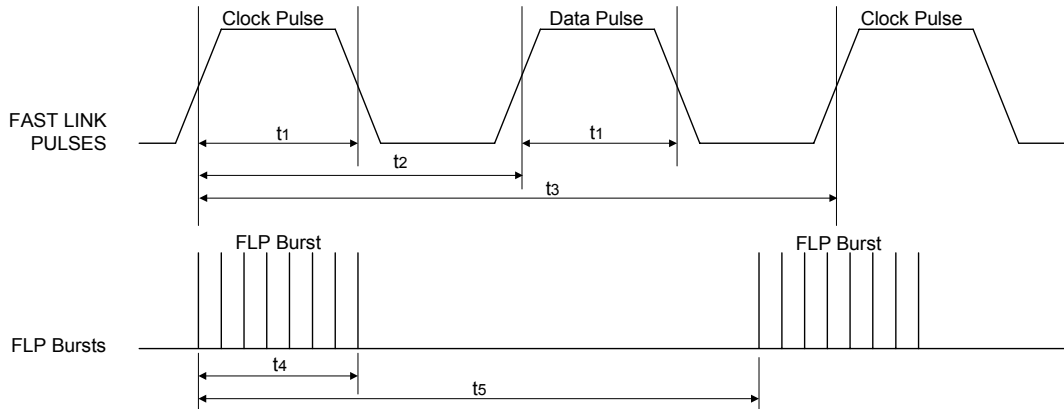 Clock Pulse
Data Pulse
Clock Pulse
FAST LINK
PULSES
t1
t1
t2
t3
FLP Burst
FLP Burst
FLP Bursts
t4
t5